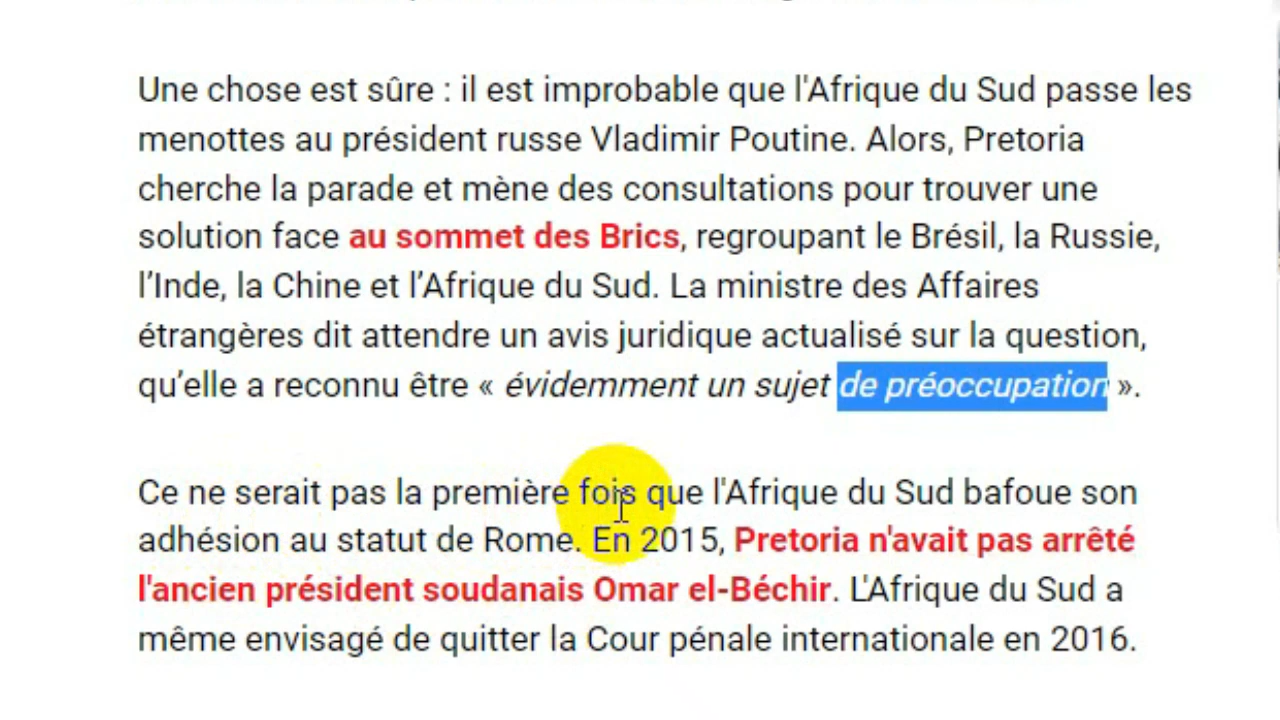 Une chose est sûre : il est improbable que l'Afrique du Sud passe les
menottes au président russe Vladimir Poutine. Alors, Pretoria
cherche la parade et mène des consultations pour trouver une
solution face au sommet des Brics, regroupant le Brésil, la Russie,
l’Inde, la Chine et l’Afrique du Sud. La ministre des Affaires
étrangères dit attendre un avis juridique actualisé sur la question,
qu’elle a reconnu être « évidemment un sujet de préoccupation ».
Ce ne serait pas la première fois que l'Afrique du Sud bafoue son
adhésion au statut de Rome. En 2015, Pretoria n'avait pas arrêté
l'ancien président soudanais Omar el-Béchir. L'Afrique du Sud a
même envisagé de quitter la Cour pénale internationale en 2016.